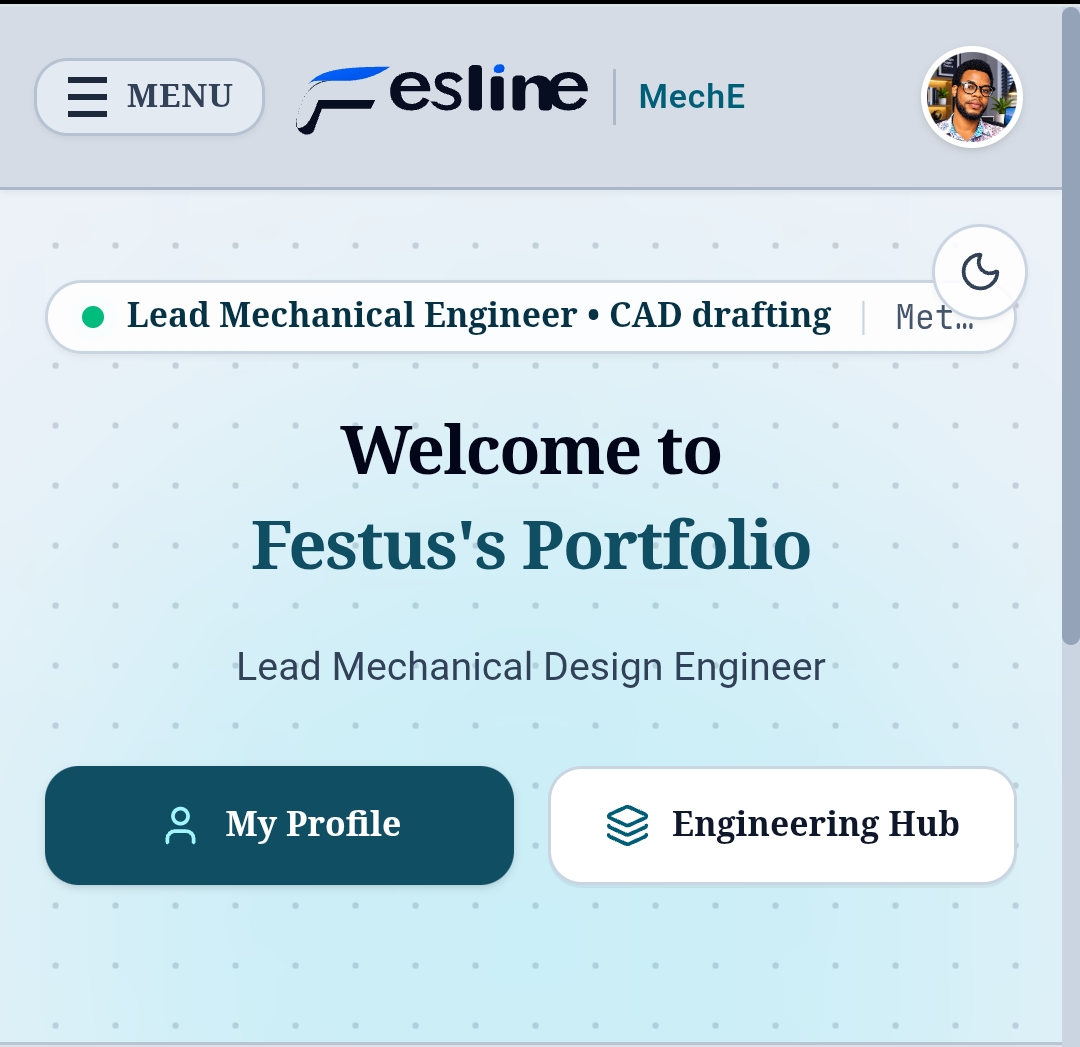 MENU
Fesline
MechE
Lead Mechanical Engineer • CAD drafting | Met…
Welcome to
Festus's Portfolio
Lead Mechanical Design Engineer
My Profile
Engineering Hub